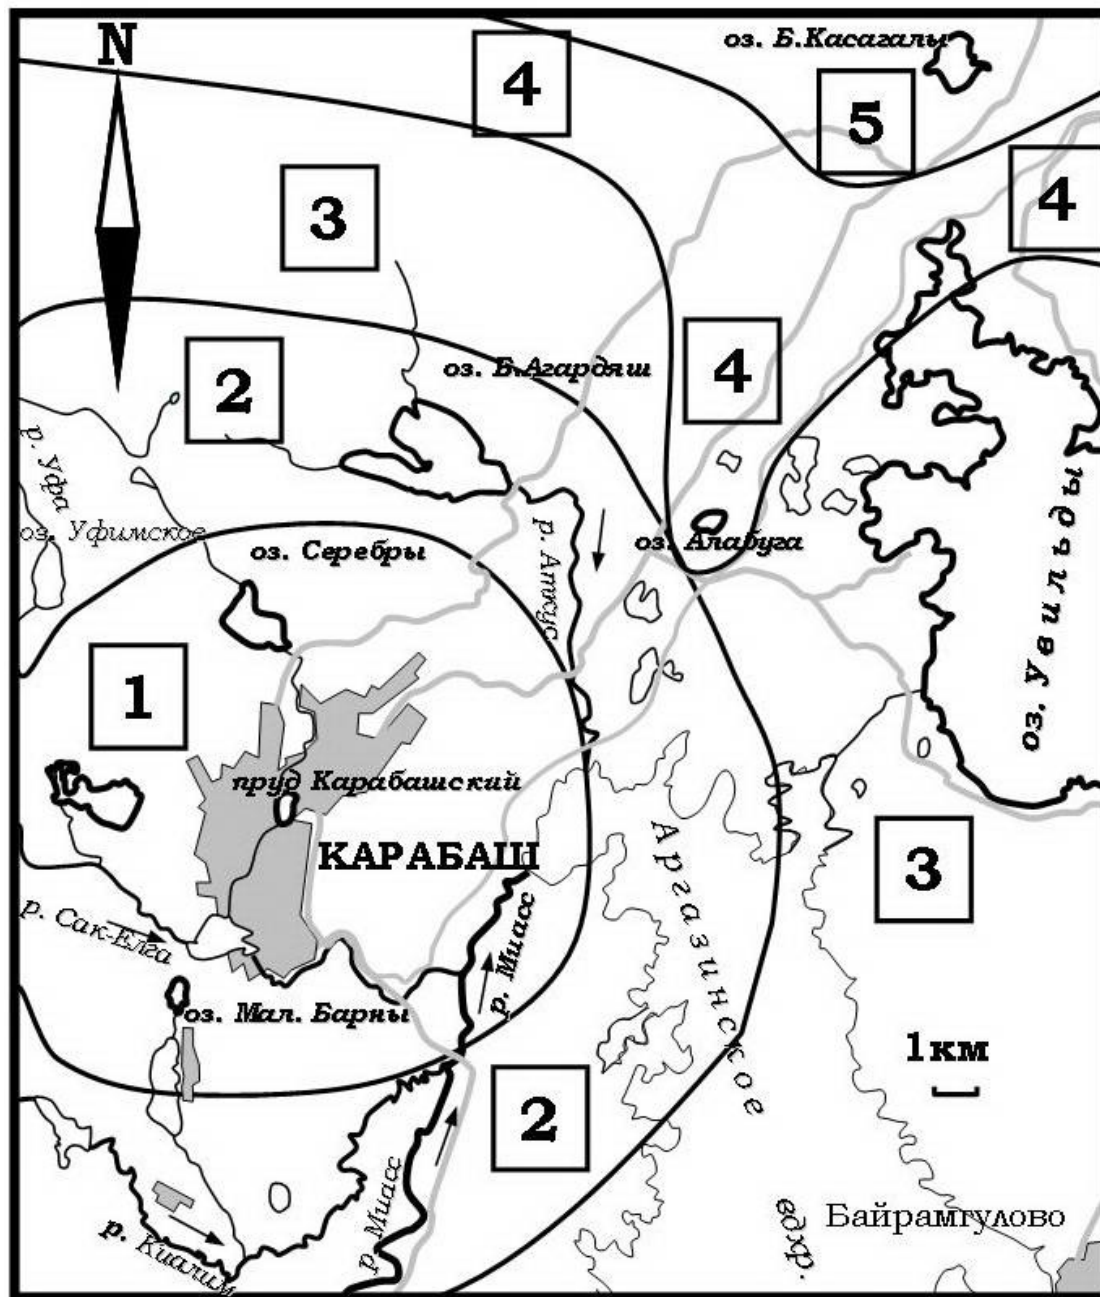 N
оз. Б.Касагалы
4
5
4
3
2
оз. Б.Агардяш
4
р. Уфа
оз. Уфимское
оз. Серебры
р. Аткус
оз. Алабуга
оз. Увильды
1
пруд Карабашский
КАРАБАШ
Аргазинское
вдхр.
3
р. Сак-Елга
р. Миасс
оз. Мал. Барны
1км
2
р. Миасс
р. Киалим
Байрамгулово